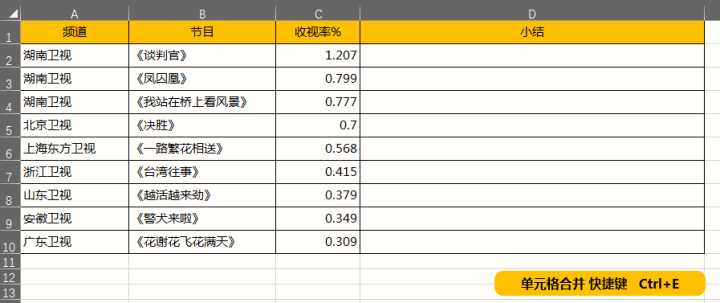 A B C D
1 频道 节目 收视率% 小结
2 湖南卫视 《谈判官》 1.207
3 湖南卫视 《凤囚凰》 0.799
4 湖南卫视 《我站在桥上看风景》 0.777
5 北京卫视 《决胜》 0.7
6 上海东方卫视 《一路繁花相送》 0.568
7 浙江卫视 《台湾往事》 0.415
8 山东卫视 《越活越来劲》 0.379
9 安徽卫视 《警犬来啦》 0.349
10 广东卫视 《花谢花飞花满天》 0.309
11
12
13
单元格合并 快捷键 Ctrl+E